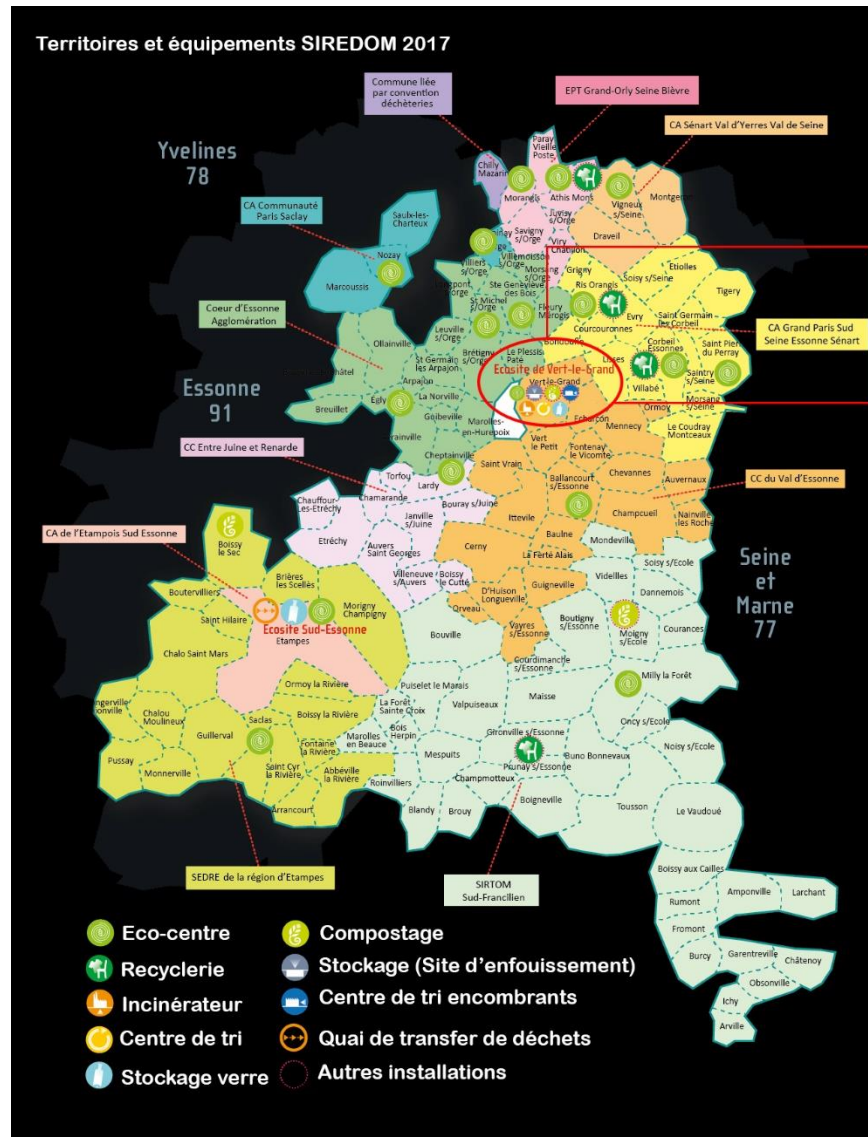 Territoires et équipements SIREDOM 2017
Commune liée
par convention
déchèteries
EPT Grand-Orly Seine Bièvre
CA Sénart Val d'Yerres Val de Seine
Yvelines
78
Paray
Vieille
Poste
Chilly
Mazarin
Morangis
Athis Mons
Vigneux
s/Seine
Montgeron
CA Communauté
Paris Saclay
Saulx-les-
Chartreux
Juvisy
s/Orge
Savigny
s/Orge
Draveil
Nozay
Viry
Chatillon
Villemoisson
Villiers
s/Orge
Morsang
s/Orge
Grigny
Soisy s/Seine
Etiolles
Marcoussis
Ste Geneviève
des Bois
Ris Orangis
Tigery
St Michel
s/Orge
Fleury
Mérogis
Evry
Saint Germain
les Corbeil
Coeur d'Essonne
Agglomération
Leuville
s/Orge
Courcouronnes
CA Grand Paris Sud
Seine Essonne Sénart
Ollainville
Brétigny
s/Orge
Le Plessis
Paté
Lisses
Corbeil
Essonnes
Saint Pier
du Perray
St Germain
les Arpajon
Ecosite de Vert-le-Grand
Saintry
s/Seine
Essonne
91
Arpajon
Vert-le-Grand
Villabé
Egly
La Norville
Morsang
s/Seine
Breuillet
Guibeville
Marolles-
en-Hurepoix
Echarcon
Ormoy
Vert
le Petit
Mennecy
Le Coudray
Montceaux
CC Entre Juine et Renarde
Cheptainville
Saint Vrain
Fontenay
le Vicomte
Torfou
Lardy
Ballancourt
s/Essonne
Chevannes
Auvernaux
CC du Val d'Essonne
Chauffour-
Les-Etréchy
Chamarande
Bouray s/Juine
Champcueil
Nainville
les Roche
Janville
s/Juine
Itteville
CA de l'Etampois Sud Essonne
Boissy
le Sec
Etréchy
Auvers
Saint Georges
Baulne
Mondeville
Cerny
La Ferté Alais
Soisy s/Ecole
Seine
et
Marne
77
Brières
les Scellès
Villeneuve
s/Auvers
Boissy
le Cutté
Guigneville
Videlles
Boutervilliers
Dannemois
Morigny
Champigny
D'Huison
Longueville
Saint Hilaire
Orveau
Boutigny
s/Essonne
Moigny
s/Ecole
Courances
Ecosite Sud-Essonne
Etampes
Vayres
s/Essonne
Bouville
Chalo Saint Mars
Courdimanche
s/Essonne
Milly la Forêt
Ormoy la Rivière
Puiselet le Marais
Maisse
La Forêt
Sainte Croix
Valpuiseaux
Chalou
Moulineux
Boissy la Rivière
Oncy s/Ecole
Guillerval
Saclas
Bois
Herpin
Gironville s/Essonne
Fontaine
la Rivière
Marolles
en Beauce
Noisy s/Ecole
Pussay
Mespuits
Prunay s/Essonne
Buno Bonnevaux
Monnerville
Saint Cyr
la Rivière
Abbéville
la Rivière
Roinvilliers
Champmotteux
Arrancourt
Boigneville
Tousson
Le Vaudoué
Blandy
Brouy
SEDRE de la région d'Etampes
SIRTOM
Sud-Francilien
Boissy aux Cailles
Amponville
Larchant
Rumont
Fromont
Burcy
Garentreville
Châtenoy
Obsonville
Ichy
Arville
Eco-centre
Compostage
Recyclerie
Stockage (Site d'enfouissement)
Incinérateur
Centre de tri encombrants
Centre de tri
Quai de transfer de déchets
Stockage verre
Autres installations